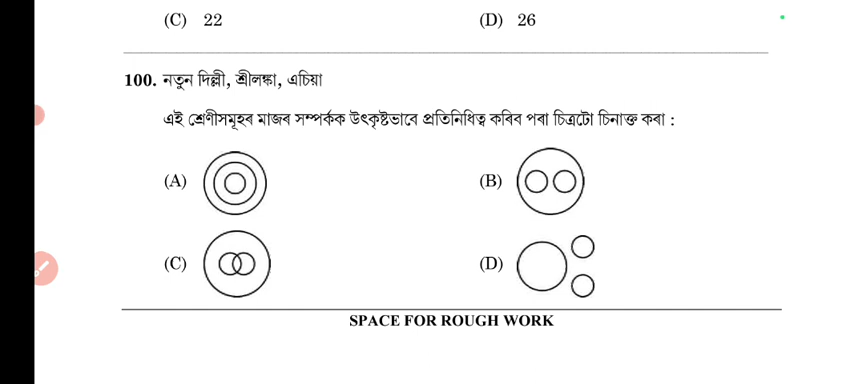 (C) 22 (D) 26
100. নতুন দিল্লী, শ্ৰীলঙ্কা, এচিয়া
এই শ্ৰেণীসমূহৰ মাজৰ সম্পৰ্কক উৎকৃষ্টভাবে প্ৰতিনিধিত্ব কৰিব পৰা চিত্ৰটো চিনাক্ত কৰা :
(A) (B)
(C) (D)
SPACE FOR ROUGH WORK